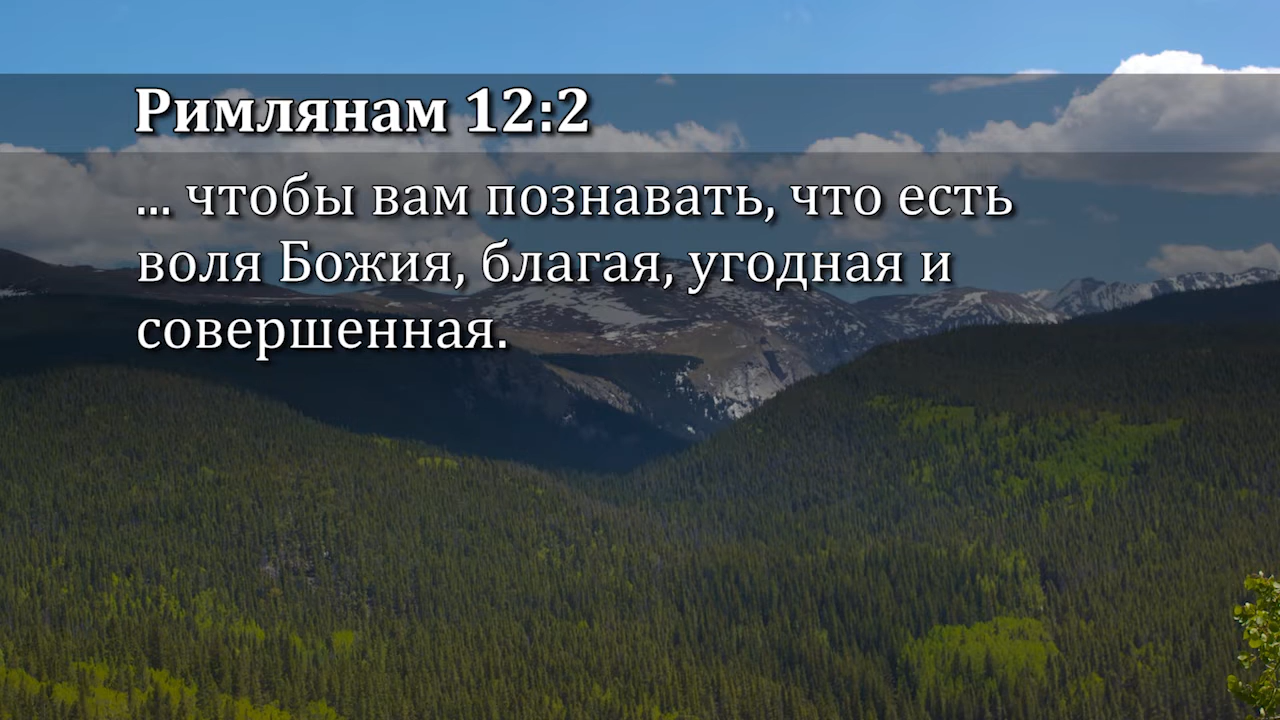 Римлянам 12:2
... чтобы вам познавать, что есть
воля Божия, благая, угодная и
совершенная.